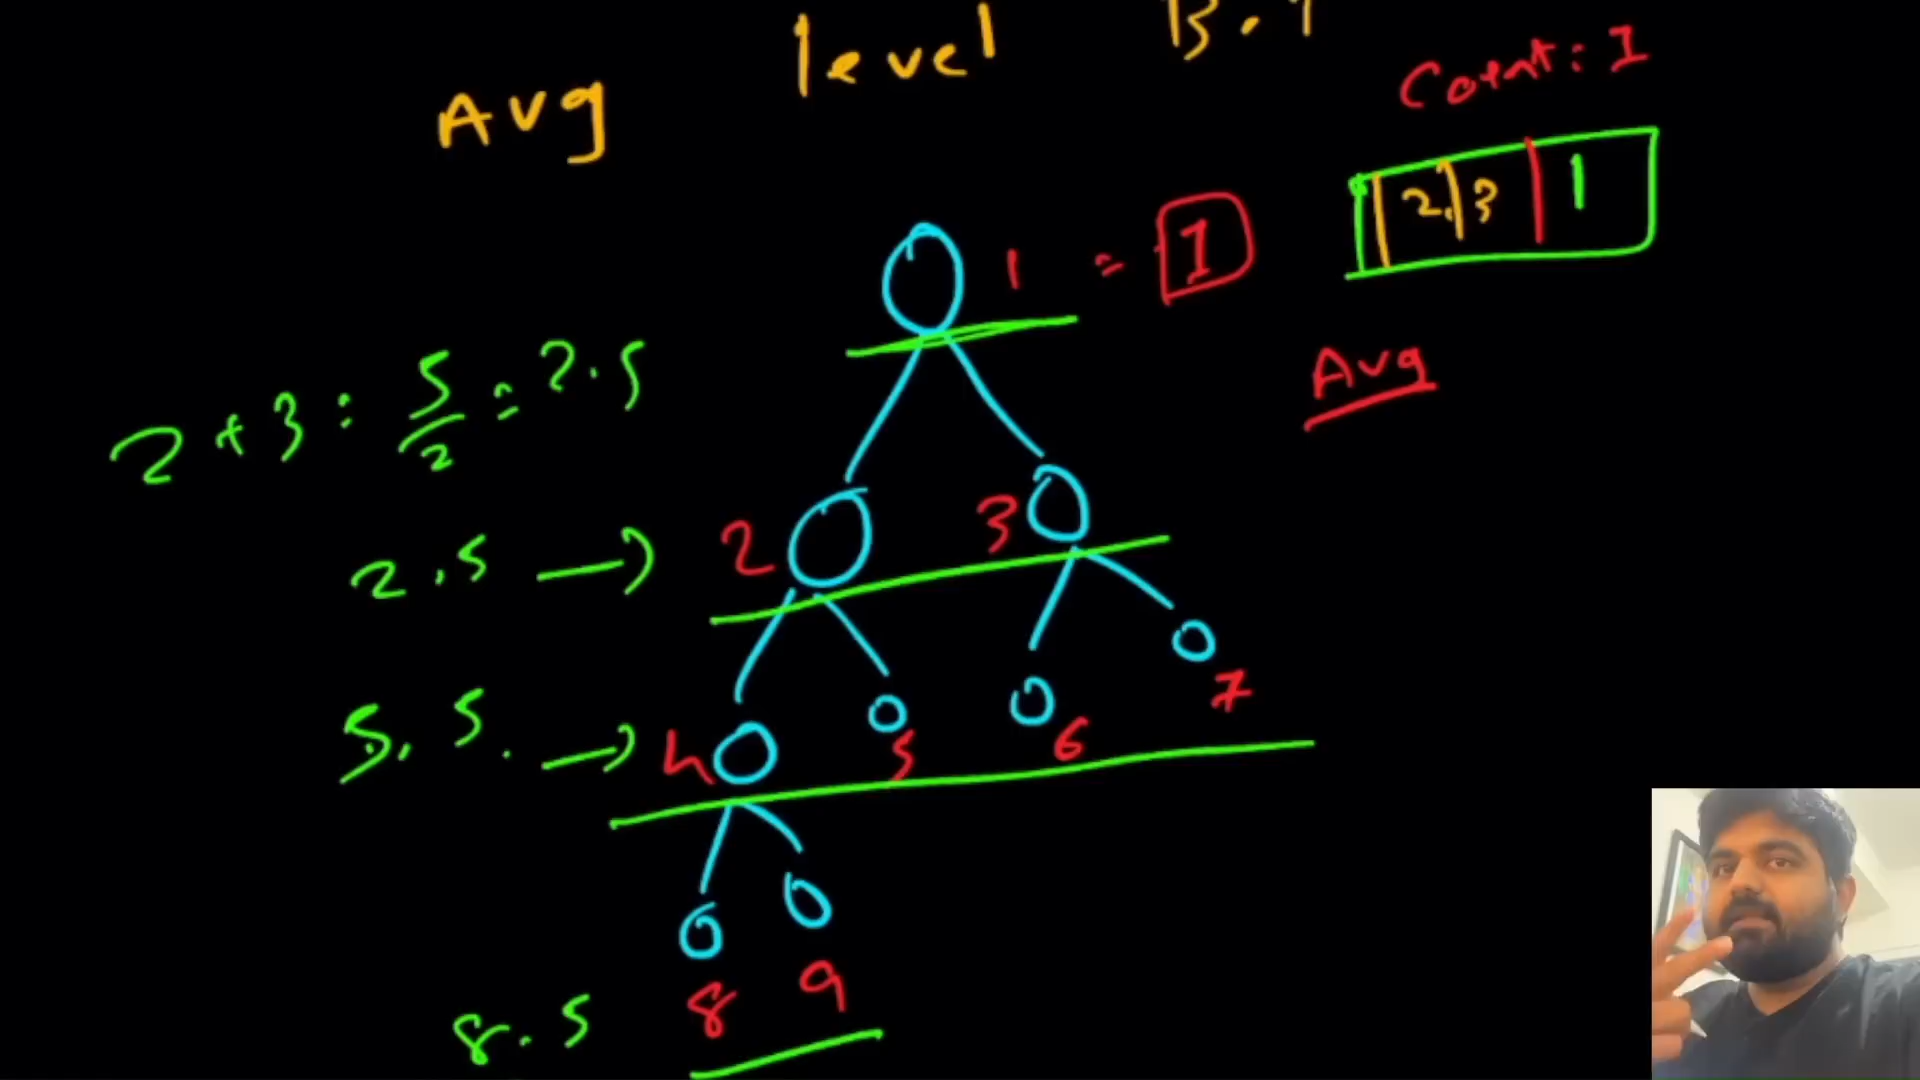 Avg level B.T
Count: 1
2 3 1
1 = 1
Avg
2 + 3 = 5/2 = 2.5
2.5 → 2 3
5.5. → 4 5 6 7
8.5 8 9